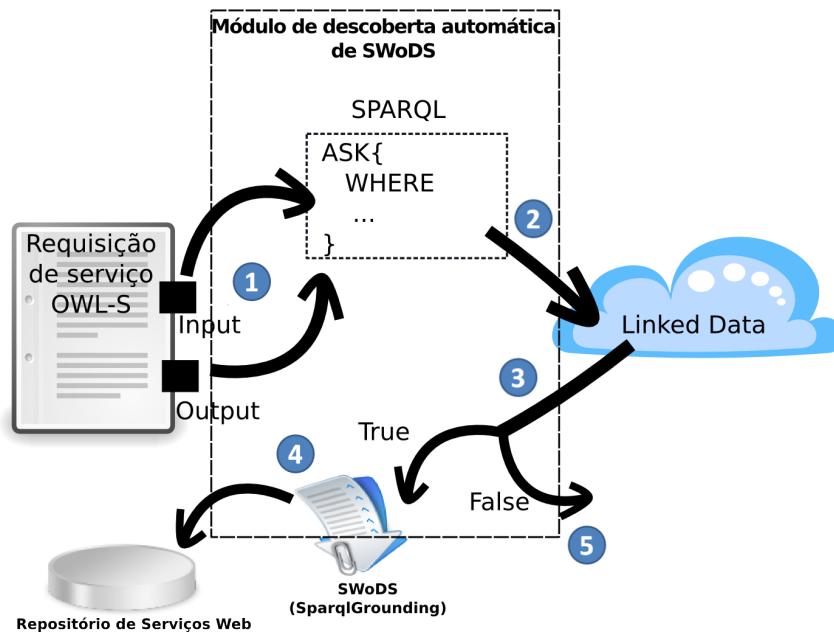 Módulo de descoberta automática
de SWoDS
SPARQL
ASK{
WHERE
...
}
2
Requisição
de serviço
OWL-S
1
Input
Output
Linked Data
3
True
4
False
5
SWoDS
(SparqlGrounding)
Repositório de Serviços Web